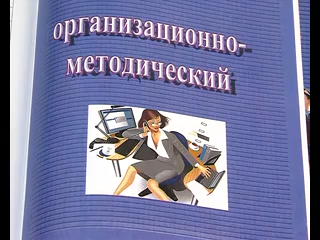 организационно-
методический